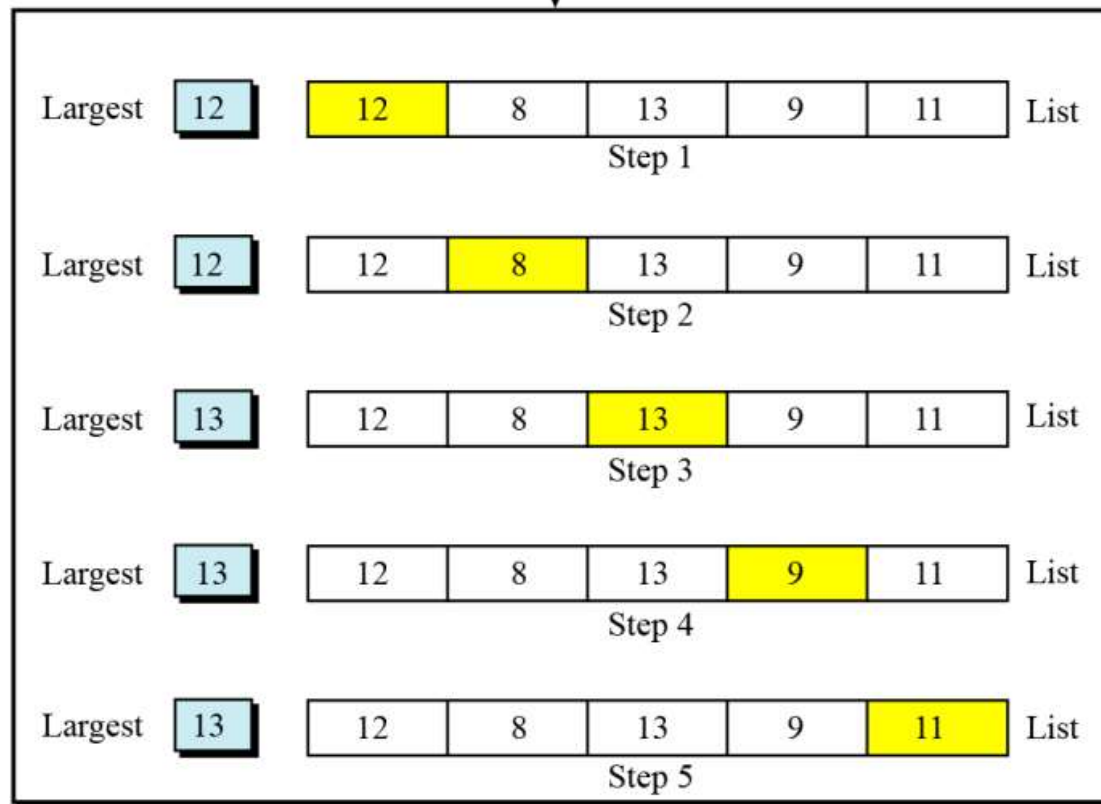 Largest 12 12 8 13 9 11 List
Step 1
Largest 12 12 8 13 9 11 List
Step 2
Largest 13 12 8 13 9 11 List
Step 3
Largest 13 12 8 13 9 11 List
Step 4
Largest 13 12 8 13 9 11 List
Step 5